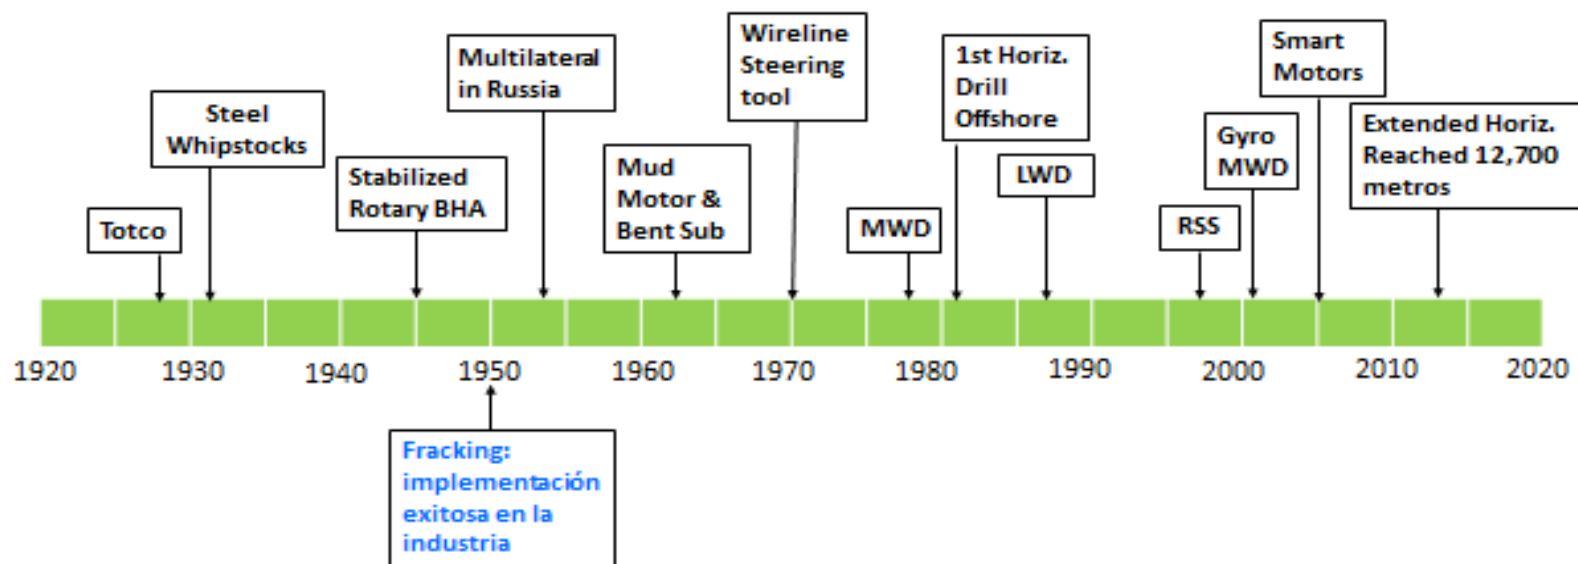 Totco
Steel
Whipstocks
Stabilized
Rotary BHA
Multilateral
in Russia
Mud
Motor &
Bent Sub
Wireline
Steering
tool
MWD
1st Horiz.
Drill
Offshore
LWD
RSS
Gyro
MWD
Smart
Motors
Extended Horiz.
Reached 12,700
metros
1920
1930
1940
1950
1960
1970
1980
1990
2000
2010
2020
Fracking:
implementación
exitosa en la
industria